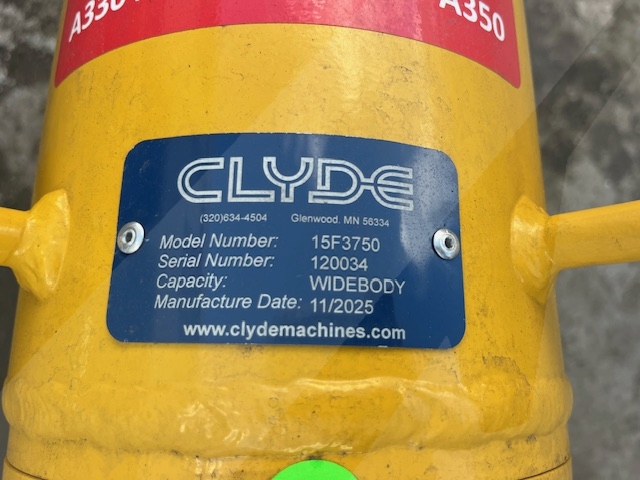 A350
CLYDE
(320)634-4504 Glenwood, MN 56334
Model Number: 15F3750
Serial Number: 120034
Capacity: WIDEBODY
Manufacture Date: 11/2025
www.clydemachines.com